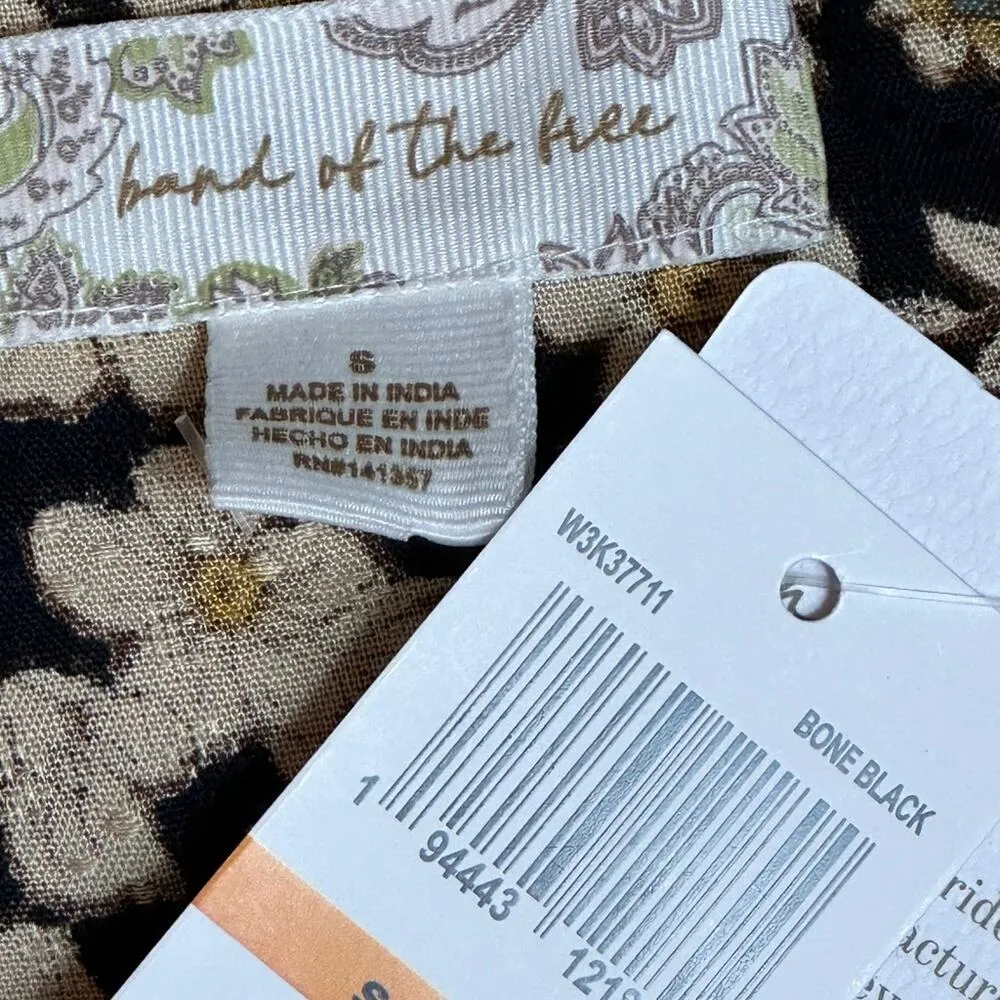 band of the free
S
MADE IN INDIA
FABRIQUE EN INDE
HECHO EN INDIA
RN#141357
W3K37711
BONE BLACK
1
94443
121
S